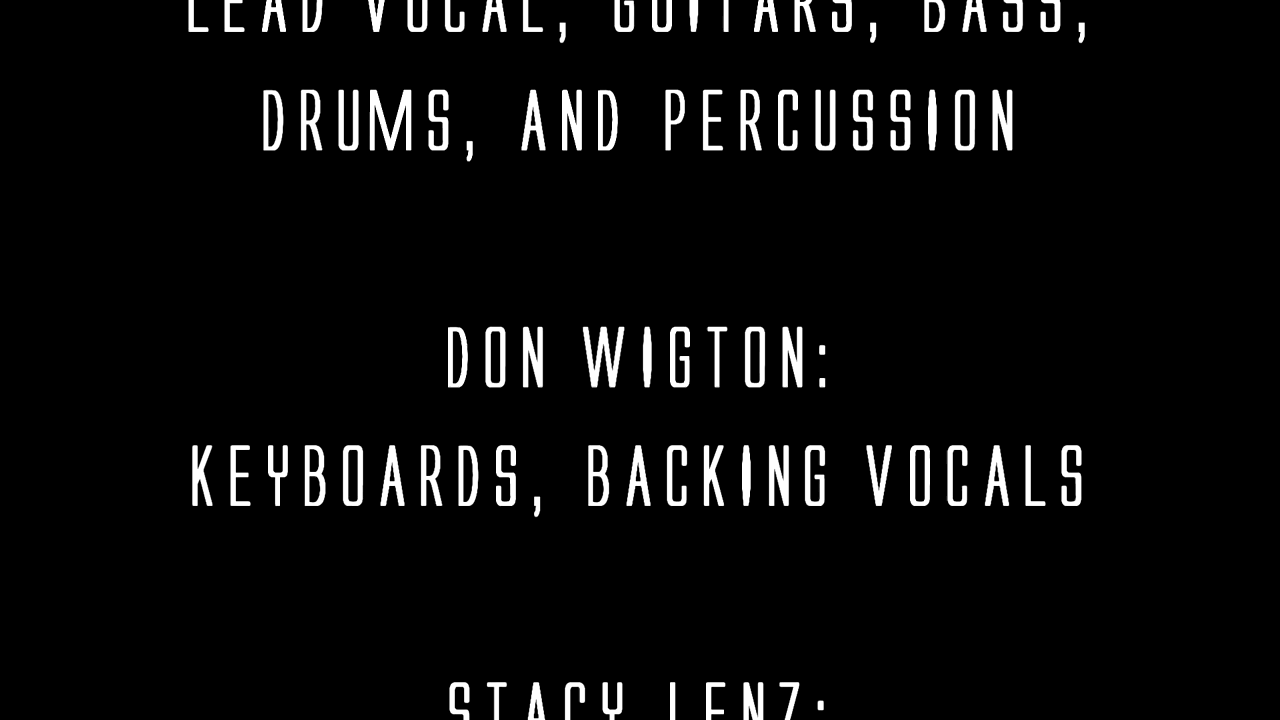 LEAD VOCAL, GUITARS, BASS,
DRUMS, AND PERCUSSION
DON WIGTON:
KEYBOARDS, BACKING VOCALS
STACY LENZ: